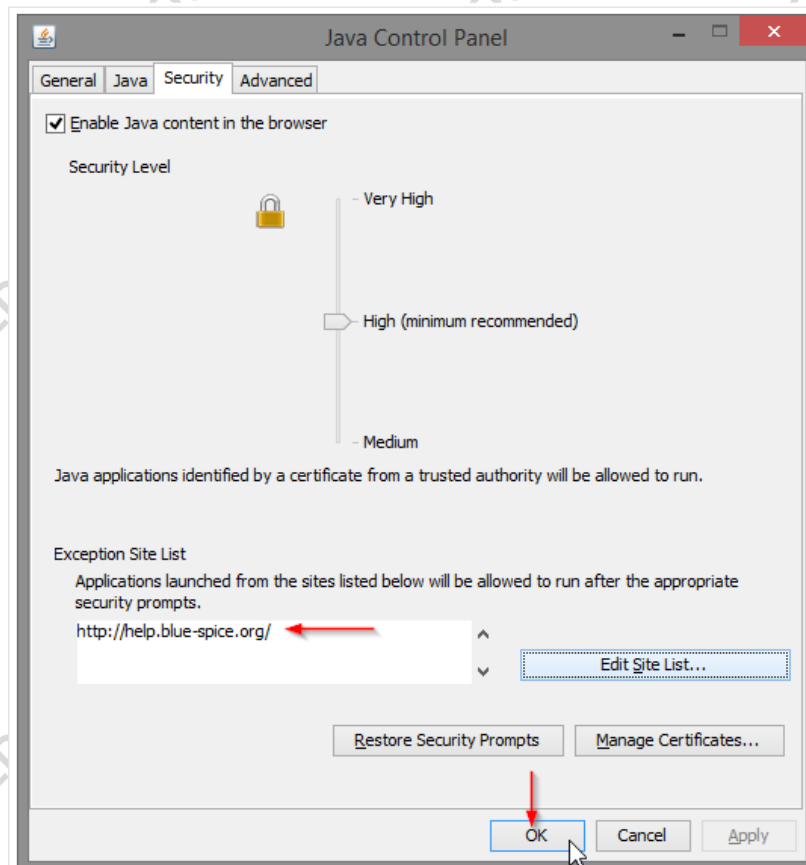 Java Control Panel
General Java Security Advanced
Enable Java content in the browser
Security Level
- Very High
- High (minimum recommended)
- Medium
Java applications identified by a certificate from a trusted authority will be allowed to run.
Exception Site List
Applications launched from the sites listed below will be allowed to run after the appropriate
security prompts.
http://help.blue-spice.org/
Edit Site List...
Restore Security Prompts Manage Certificates...
OK Cancel Apply